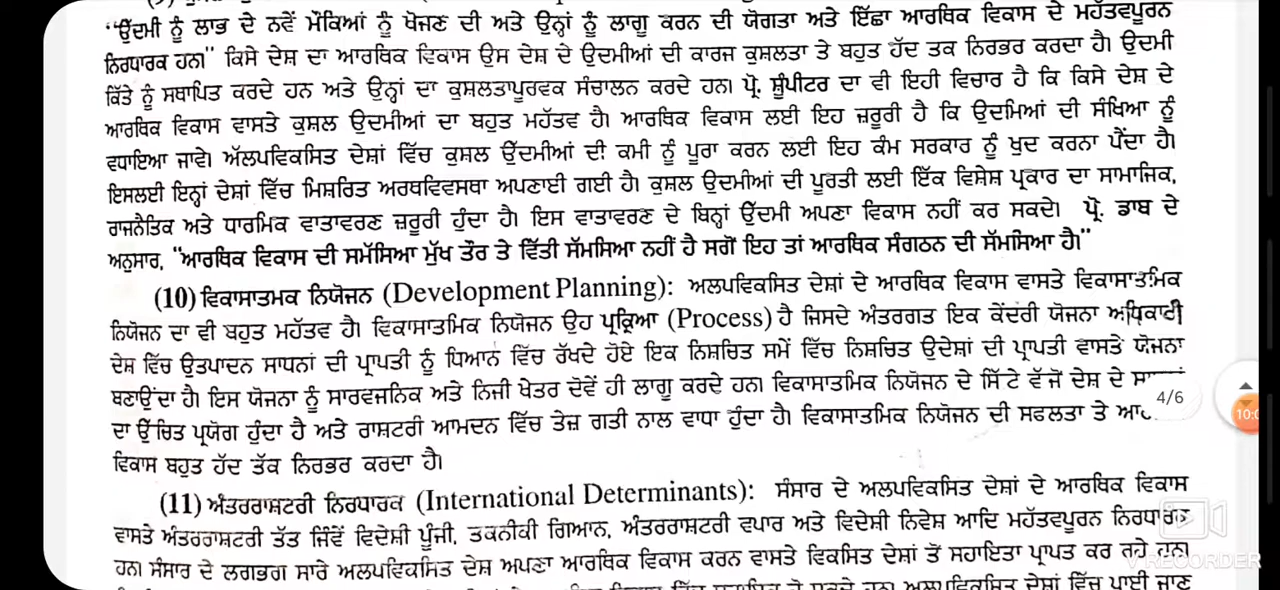 "ਉੱਦਮੀ ਨੂੰ ਲਾਭ ਦੇ ਨਵੇਂ ਮੌਕਿਆਂ ਨੂੰ ਖੋਜਣ ਦੀ ਅਤੇ ਉਨ੍ਹਾਂ ਨੂੰ ਲਾਗੂ ਕਰਨ ਦੀ ਯੋਗਤਾ ਅਤੇ ਇੱਛਾ ਆਰਥਿਕ ਵਿਕਾਸ ਦੇ ਮਹੱਤਵਪੂਰਨ
ਨਿਰਧਾਰਕ ਹਨ।" ਕਿਸੇ ਦੇਸ਼ ਦਾ ਆਰਥਿਕ ਵਿਕਾਸ ਉਸ ਦੇਸ਼ ਦੇ ਉਦਮੀਆਂ ਦੀ ਕਾਰਜ ਕੁਸ਼ਲਤਾ ਤੇ ਬਹੁਤ ਹੱਦ ਤਕ ਨਿਰਭਰ ਕਰਦਾ ਹੈ। ਉਦਮੀ
ਕਿੱਤੇ ਨੂੰ ਸਥਾਪਿਤ ਕਰਦੇ ਹਨ ਅਤੇ ਉਨ੍ਹਾਂ ਦਾ ਕੁਸ਼ਲਤਾਪੂਰਵਕ ਸੰਚਾਲਨ ਕਰਦੇ ਹਨ। ਪ੍ਰੋ. ਸ਼ੂੰਪੀਟਰ ਦਾ ਵੀ ਇਹੀ ਵਿਚਾਰ ਹੈ ਕਿ ਕਿਸੇ ਦੇਸ਼ ਦੇ
ਆਰਥਿਕ ਵਿਕਾਸ ਵਾਸਤੇ ਕੁਸ਼ਲ ਉਦਮੀਆਂ ਦਾ ਬਹੁਤ ਮਹੱਤਵ ਹੈ। ਆਰਥਿਕ ਵਿਕਾਸ ਲਈ ਇਹ ਜ਼ਰੂਰੀ ਹੈ ਕਿ ਉਦਮਿਆਂ ਦੀ ਸੰਖਿਆ ਨੂੰ
ਵਧਾਇਆ ਜਾਵੇ। ਅੱਲਪਵਿਕਸਿਤ ਦੇਸ਼ਾਂ ਵਿੱਚ ਕੁਸ਼ਲ ਉੱਦਮੀਆਂ ਦੀ ਕਮੀ ਨੂੰ ਪੂਰਾ ਕਰਨ ਲਈ ਇਹ ਕੰਮ ਸਰਕਾਰ ਨੂੰ ਖੁਦ ਕਰਨਾ ਪੈਂਦਾ ਹੈ।
ਇਸਲਈ ਇਨ੍ਹਾਂ ਦੇਸ਼ਾਂ ਵਿੱਚ ਮਿਸ਼ਰਿਤ ਅਰਥਵਿਵਸਥਾ ਅਪਣਾਈ ਗਈ ਹੈ। ਕੁਸ਼ਲ ਉਦਮੀਆਂ ਦੀ ਪੂਰਤੀ ਲਈ ਇੱਕ ਵਿਸ਼ੇਸ਼ ਪ੍ਰਕਾਰ ਦਾ ਸਾਮਾਜਿਕ,
ਰਾਜਨੈਤਿਕ ਅਤੇ ਧਾਰਮਿਕ ਵਾਤਾਵਰਣ ਜ਼ਰੂਰੀ ਹੁੰਦਾ ਹੈ। ਇਸ ਵਾਤਾਵਰਣ ਦੇ ਬਿਨ੍ਹਾਂ ਉੱਦਮੀ ਅਪਣਾ ਵਿਕਾਸ ਨਹੀਂ ਕਰ ਸਕਦੇ। ਪ੍ਰੋ. ਡਾਬ ਦੇ
ਅਨੁਸਾਰ, "ਆਰਥਿਕ ਵਿਕਾਸ ਦੀ ਸਮੱਸਿਆ ਮੁੱਖ ਤੌਰ ਤੇ ਵਿੱਤੀ ਸੱਮਸਿਆ ਨਹੀਂ ਹੈ ਸਗੋਂ ਇਹ ਤਾਂ ਆਰਥਿਕ ਸੰਗਠਨ ਦੀ ਸੱਮਸਿਆ ਹੈ।"
(10) ਵਿਕਾਸਾਤਮਕ ਨਿਯੋਜਨ (Development Planning): ਅਲਪਵਿਕਸਿਤ ਦੇਸ਼ਾਂ ਦੇ ਆਰਥਿਕ ਵਿਕਾਸ ਵਾਸਤੇ ਵਿਕਾਸਾਤਮਿਕ
ਨਿਯੋਜਨ ਦਾ ਵੀ ਬਹੁਤ ਮਹੱਤਵ ਹੈ। ਵਿਕਾਸਾਤਮਿਕ ਨਿਯੋਜਨ ਉਹ ਪ੍ਰਕ੍ਰਿਆ (Process) ਹੈ ਜਿਸਦੇ ਅੰਤਰਗਤ ਇਕ ਕੇਂਦਰੀ ਯੋਜਨਾ ਅਧਿਕਾਰੀ
ਦੇਸ਼ ਵਿੱਚ ਉਤਪਾਦਨ ਸਾਧਨਾਂ ਦੀ ਪ੍ਰਾਪਤੀ ਨੂੰ ਧਿਆਨ ਵਿੱਚ ਰੱਖਦੇ ਹੋਏ ਇਕ ਨਿਸ਼ਚਿਤ ਸਮੇਂ ਵਿੱਚ ਨਿਸ਼ਚਿਤ ਉਦੇਸ਼ਾਂ ਦੀ ਪ੍ਰਾਪਤੀ ਵਾਸਤੇ ਯੋਜਨਾ
ਬਣਾਉਂਦਾ ਹੈ। ਇਸ ਯੋਜਨਾ ਨੂੰ ਸਾਰਵਜਨਿਕ ਅਤੇ ਨਿਜੀ ਖੇਤਰ ਦੋਵੇਂ ਹੀ ਲਾਗੂ ਕਰਦੇ ਹਨ। ਵਿਕਾਸਾਤਮਿਕ ਨਿਯੋਜਨ ਦੇ ਸਿੱਟੇ ਵੱਜੋਂ ਦੇਸ਼ ਦੇ
4/6
10:0
ਦਾ ਉੱਚਿਤ ਪ੍ਰਯੋਗ ਹੁੰਦਾ ਹੈ ਅਤੇ ਰਾਸ਼ਟਰੀ ਆਮਦਨ ਵਿੱਚ ਤੇਜ਼ ਗਤੀ ਨਾਲ ਵਾਧਾ ਹੁੰਦਾ ਹੈ। ਵਿਕਾਸਾਤਮਿਕ ਨਿਯੋਜਨ ਦੀ ਸਫਲਤਾ ਤੇ
ਵਿਕਾਸ ਬਹੁਤ ਹੱਦ ਤੱਕ ਨਿਰਭਰ ਕਰਦਾ ਹੈ।
(11) ਅੰਤਰਰਾਸ਼ਟਰੀ ਨਿਰਧਾਰਕ (International Determinants): ਸੰਸਾਰ ਦੇ ਅਲਪਵਿਕਸਿਤ ਦੇਸ਼ਾਂ ਦੇ ਆਰਥਿਕ ਵਿਕਾਸ
ਵਾਸਤੇ ਅੰਤਰਰਾਸ਼ਟਰੀ ਤੱਤ ਜਿੰਵੇਂ ਵਿਦੇਸ਼ੀ ਪੂੰਜੀ, ਤਕਨੀਕੀ ਗਿਆਨ, ਅੰਤਰਰਾਸ਼ਟਰੀ ਵਪਾਰ ਅਤੇ ਵਿਦੇਸ਼ੀ ਨਿਵੇਸ਼ ਆਦਿ ਮਹੱਤਵਪੂਰਨ ਨਿਰਧਾਰਕ
ਹਨ। ਸੰਸਾਰ ਦੇ ਲਗਭਗ ਸਾਰੇ ਅਲਪਵਿਕਸਿਤ ਦੇਸ਼ ਅਪਣਾ ਆਰਥਿਕ ਵਿਕਾਸ ਕਰਨ ਵਾਸਤੇ ਵਿਕਸਿਤ ਦੇਸ਼ਾਂ ਤੋਂ ਸਹਾਇਤਾ ਪ੍ਰਾਪਤ ਕਰ ਰਹੇ ਹਨ।
V RECORDER